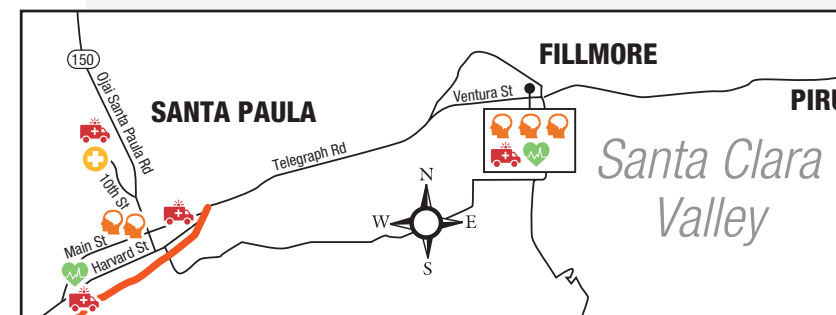 FILLMORE
150
Ojai Santa Paula Rd
Ventura St
SANTA PAULA
PIRU
Telegraph Rd
Santa Clara
Valley
N
10th St
W
E
Main St
Harvard St
S